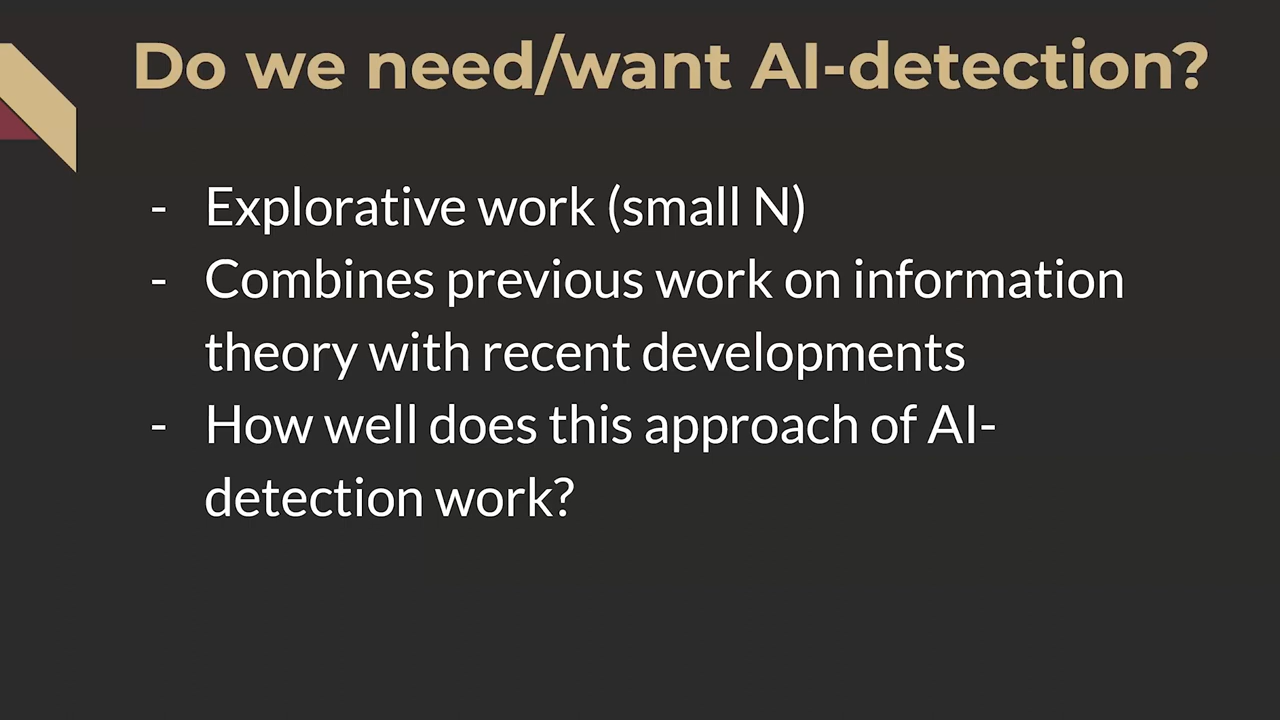 Do we need/want AI-detection?
- Explorative work (small N)
- Combines previous work on information
theory with recent developments
- How well does this approach of AI-
detection work?